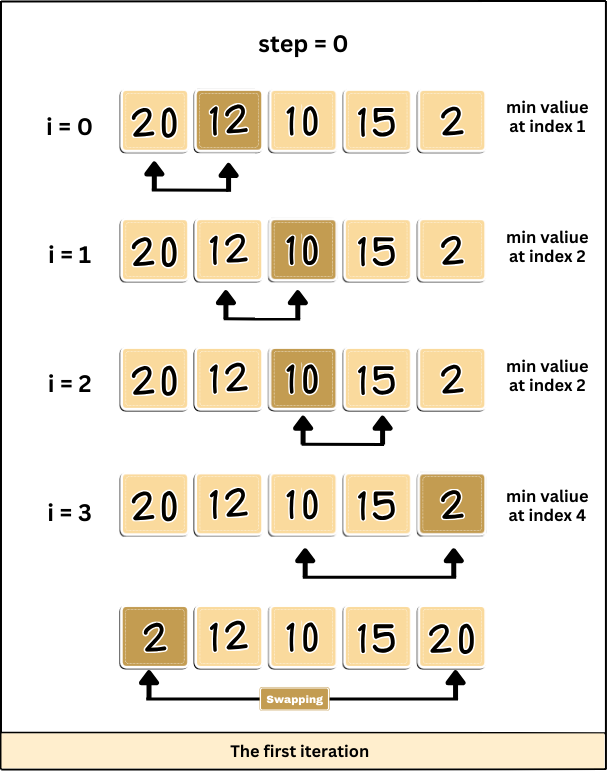 step = 0
i = 0 20 12 10 15 2 min valiue
at index 1
i = 1 20 12 10 15 2 min valiue
at index 2
i = 2 20 12 10 15 2 min valiue
at index 2
i = 3 20 12 10 15 2 min valiue
at index 4
2 12 10 15 20
Swapping
The first iteration